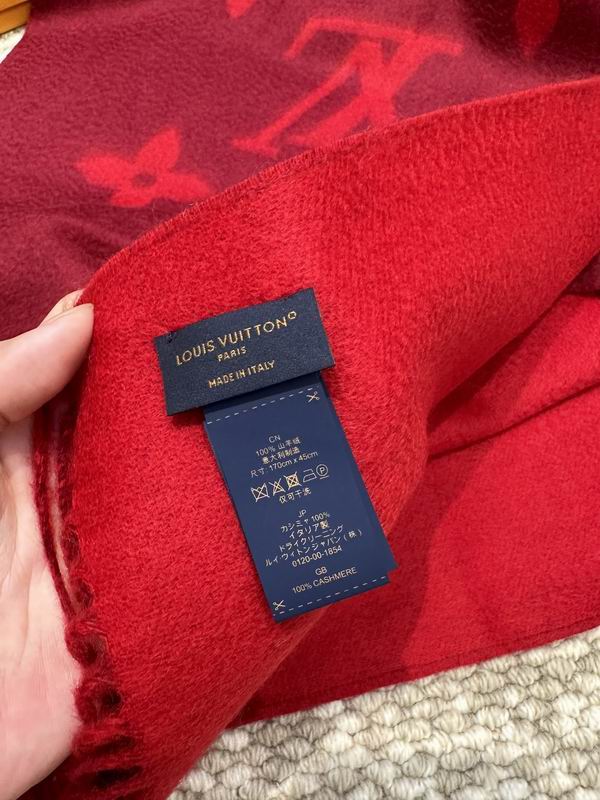 LOUIS VUITTON
PARIS
MADE IN ITALY
CN
100% 山羊绒
意大利制造
尺寸: 170cm x 45cm
仅可干洗
JP
カシミヤ 100%
イタリア製
ドライクリーニング
ルイ ヴィトンジャパン (株)
0120-00-1854
GB
100% CASHMERE